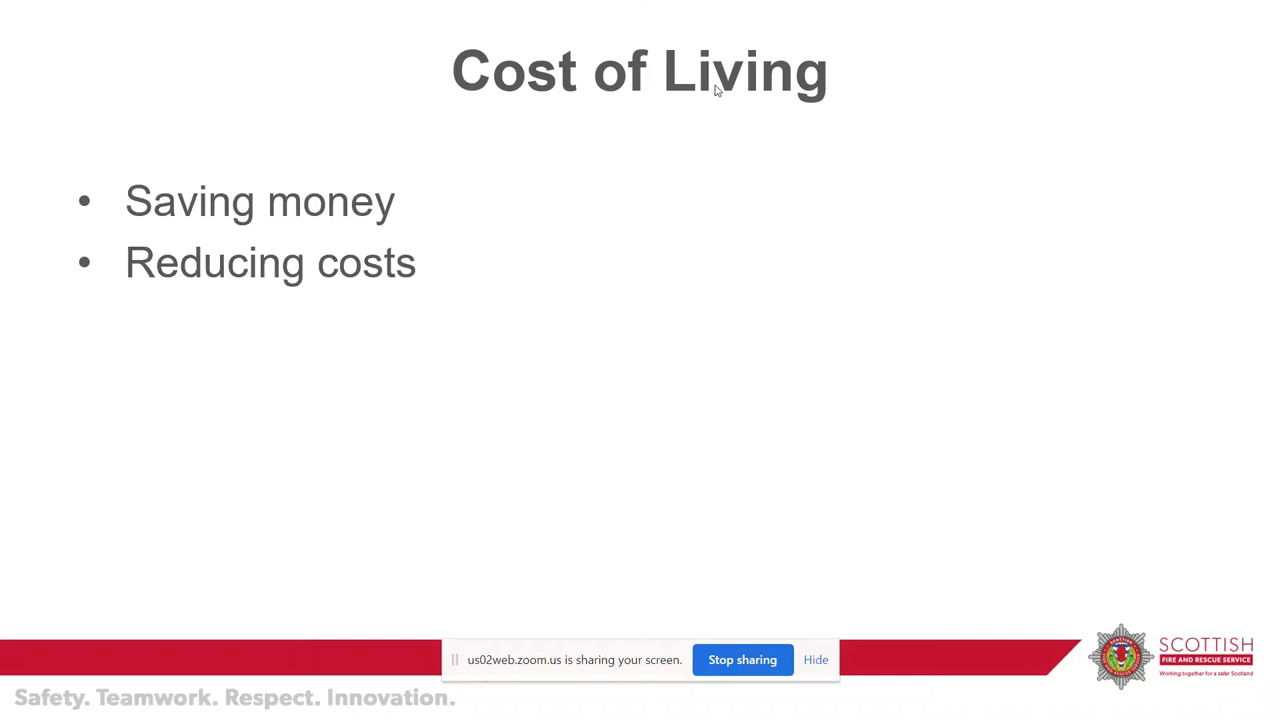 Cost of Living
• Saving money
• Reducing costs
us02web.zoom.us is sharing your screen. Stop sharing Hide
SCOTTISH
FIRE AND RESCUE SERVICE
Working together for a safer Scotland
Safety. Teamwork. Respect. Innovation.